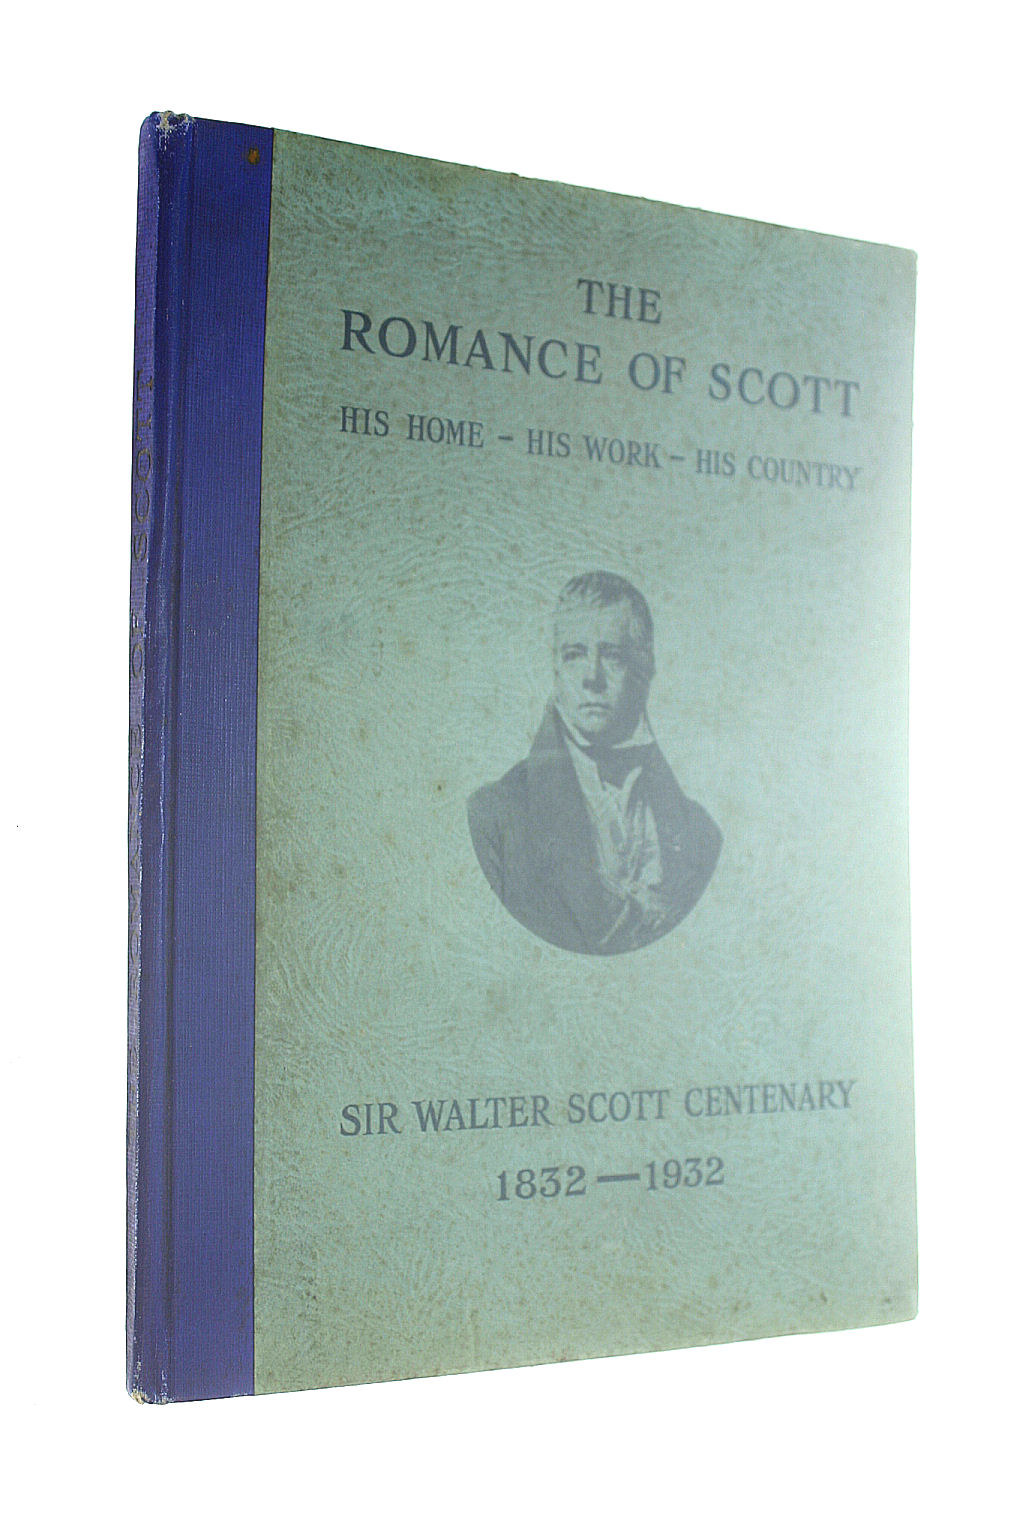 THE
ROMANCE OF SCOTT
HIS HOME – HIS WORK – HIS COUNTRY
SIR WALTER SCOTT CENTENARY
1832—1932
ROMANCE OF SCOTT